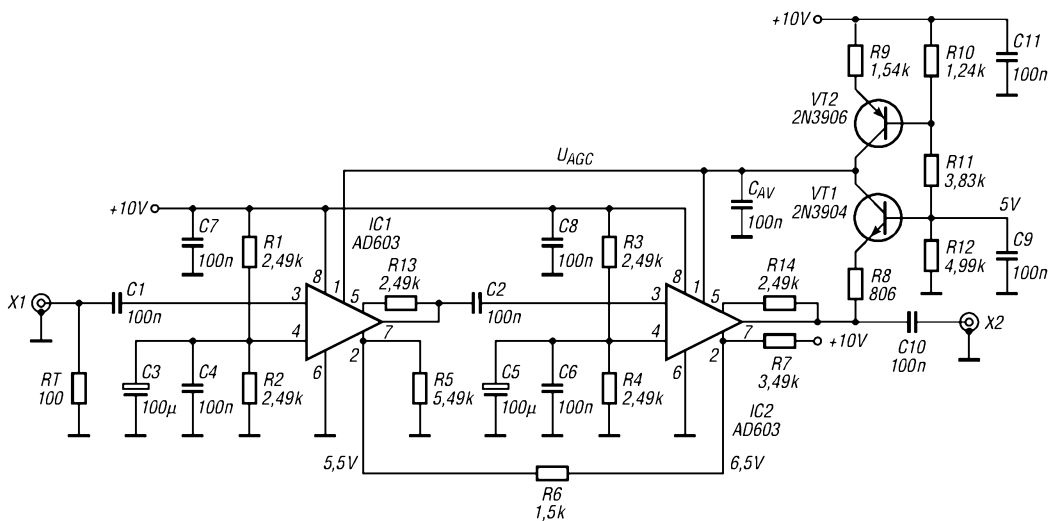 +10V
R9
1,54k
R10
1,24k
C11
100n
VT2
2N3906
U_AGC
R11
3,83k
C_AV
100n
VT1
2N3904
5V
+10V
C7
100n
R1
2,49k
IC1
AD603
C8
100n
R3
2,49k
R12
4,99k
C9
100n
R13
2,49k
R14
2,49k
R8
806
X1
C1
100n
8
1
5
3
7
4
2
6
C2
100n
8
1
5
3
7
4
2
6
X2
C10
100n
+10V
R7
3,49k
RT
100
C3
100µ
C4
100n
R2
2,49k
R5
5,49k
C5
100µ
C6
100n
R4
2,49k
IC2
AD603
5,5V
6,5V
R6
1,5k